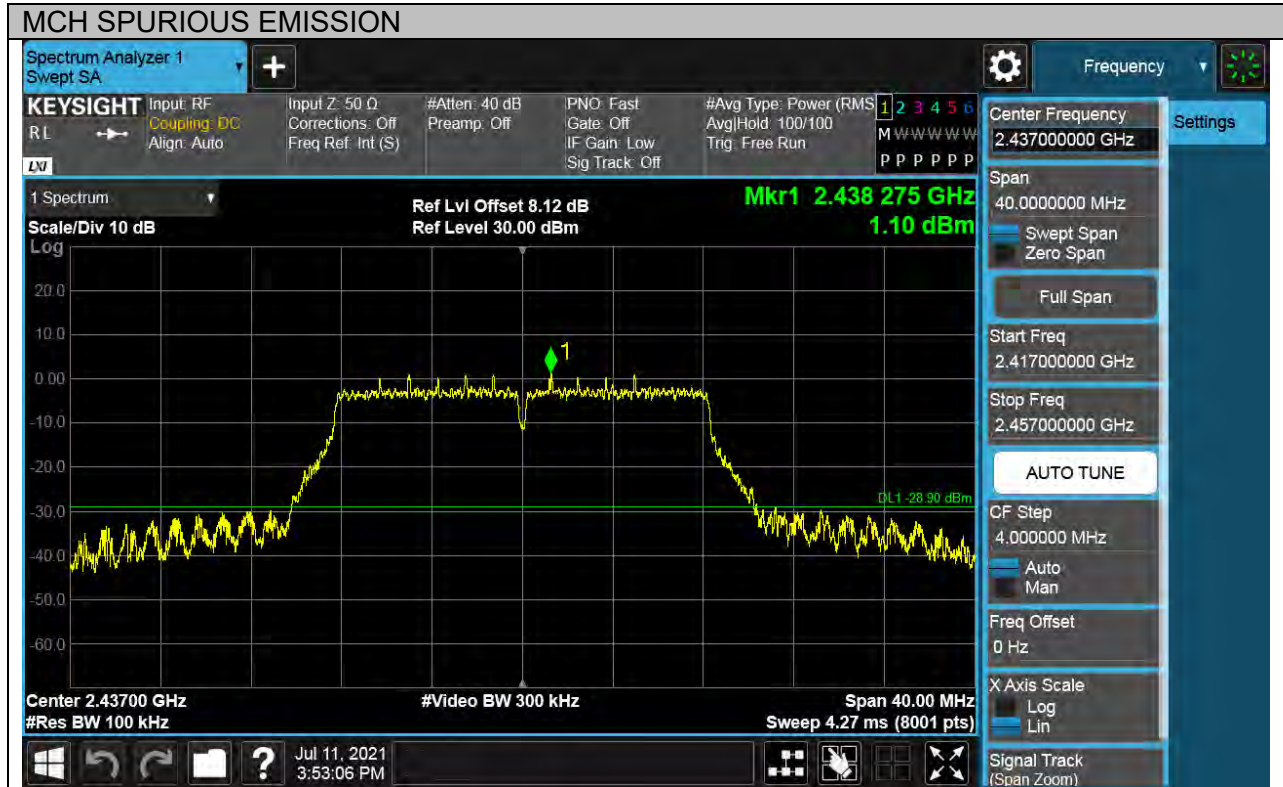 MCH SPURIOUS EMISSION
Spectrum Analyzer 1
Swept SA
+
Frequency
KEYSIGHT
RL
LXI
Input: RF
Coupling: DC
Align: Auto
Input Z: 50 Ω
Corrections: Off
Freq Ref: Int (S)
#Atten: 40 dB
Preamp: Off
PNO: Fast
Gate: Off
IF Gain: Low
Sig Track: Off
#Avg Type: Power (RMS
Avg|Hold: 100/100
Trig: Free Run
1 2 3 4 5 6
M W W W W W
P P P P P P
Center Frequency
2.437000000 GHz
Settings
Span
40.0000000 MHz
Swept Span
Zero Span
Full Span
Start Freq
2.417000000 GHz
Stop Freq
2.457000000 GHz
AUTO TUNE
CF Step
4.000000 MHz
Auto
Man
Freq Offset
0 Hz
X Axis Scale
Log
Lin
Signal Track
(Span Zoom)
1 Spectrum
Scale/Div 10 dB
Log
Ref Lvl Offset 8.12 dB
Ref Level 30.00 dBm
Mkr1 2.438 275 GHz
1.10 dBm
20.0
10.0
0.00
-10.0
-20.0
-30.0
-40.0
-50.0
-60.0
1
DL1 -28.90 dBm
Center 2.43700 GHz
#Res BW 100 kHz
#Video BW 300 kHz
Span 40.00 MHz
Sweep 4.27 ms (8001 pts)
?
Jul 11, 2021
3:53:06 PM